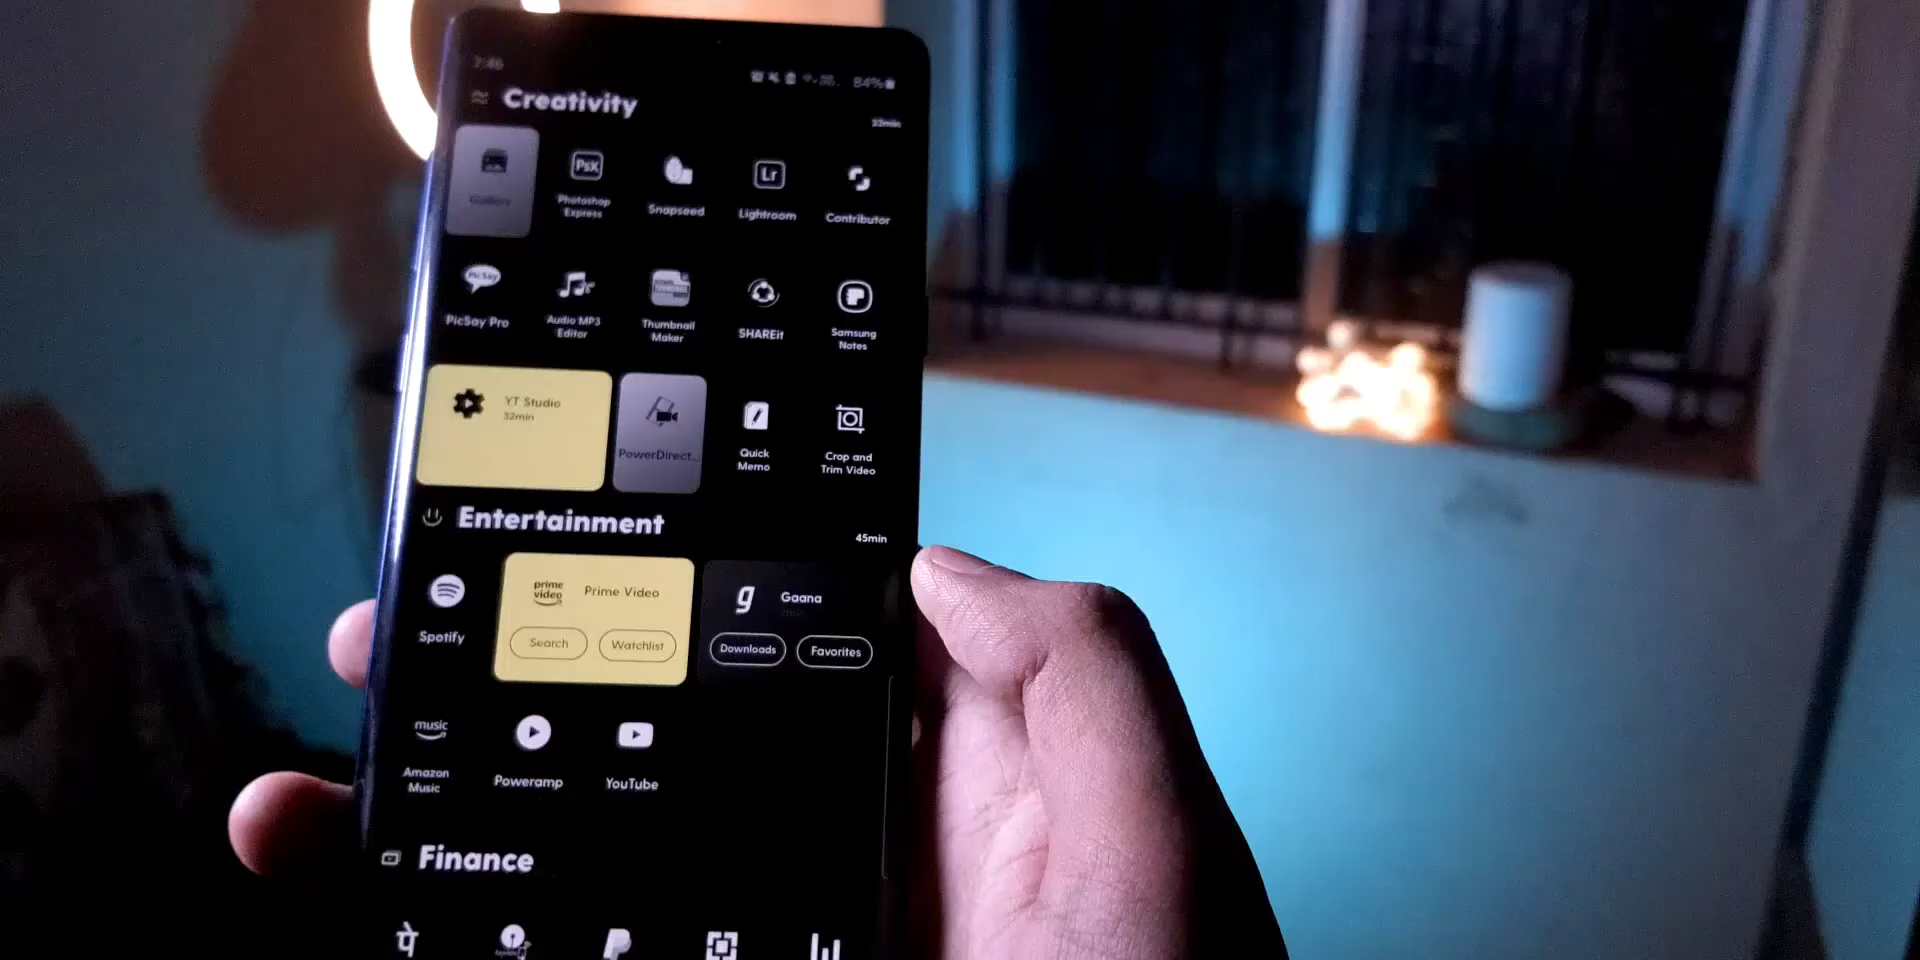 7:46
84%
Creativity
32min
Gallery
PsX
Photoshop
Express
Snapseed
Lr
Lightroom
Contributor
PicSay
PicSay Pro
Audio MP3
Editor
Thumbnail
Maker
SHAREit
Samsung
Notes
YT Studio
32min
PowerDirect...
Quick
Memo
Crop and
Trim Video
Entertainment
45min
Spotify
prime
video
Prime Video
Search
Watchlist
g
Gaana
Downloads
Favorites
music
Amazon
Music
Poweramp
YouTube
Finance
पे